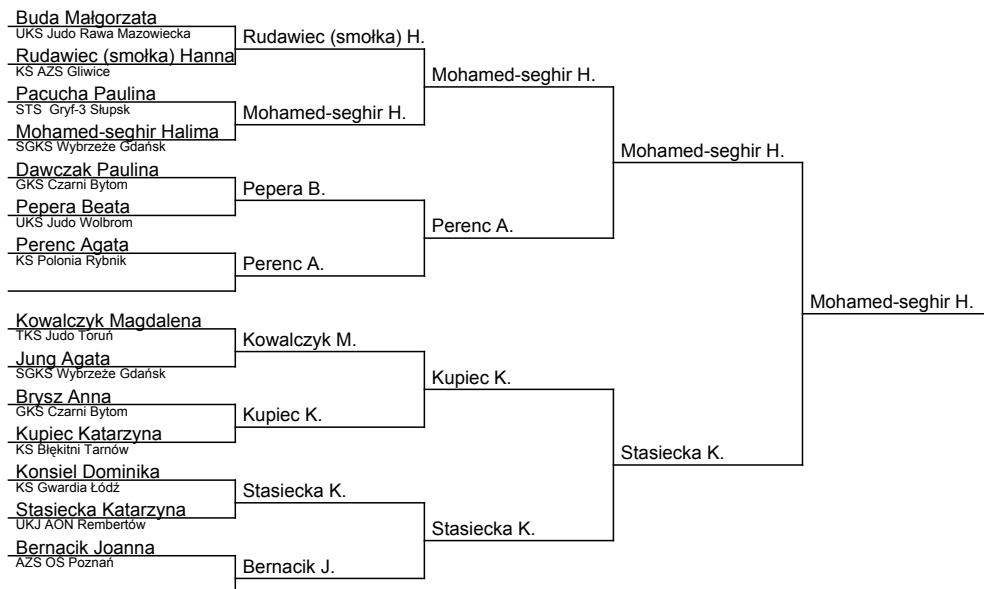 Buda Małgorzata
UKS Judo Rawa Mazowiecka
Rudawiec (smołka) H.
Rudawiec (smołka) Hanna
KS AZS Gliwice
Mohamed-seghir H.
Pacucha Paulina
STS Gryf-3 Słupsk
Mohamed-seghir H.
Mohamed-seghir Halima
SGKS Wybrzeże Gdańsk
Mohamed-seghir H.
Dawczak Paulina
GKS Czarni Bytom
Pepera B.
Pepera Beata
UKS Judo Wolbrom
Perenc A.
Perenc Agata
KS Polonia Rybnik
Perenc A.
Mohamed-seghir H.
Kowalczyk Magdalena
TKS Judo Toruń
Kowalczyk M.
Jung Agata
SGKS Wybrzeże Gdańsk
Kupiec K.
Brysz Anna
GKS Czarni Bytom
Kupiec K.
Kupiec Katarzyna
KS Błękitni Tarnów
Stasiecka K.
Konsiel Dominika
KS Gwardia Łódź
Stasiecka K.
Stasiecka Katarzyna
UKJ AON Rembertów
Stasiecka K.
Bernacik Joanna
AZS OŚ Poznań
Bernacik J.